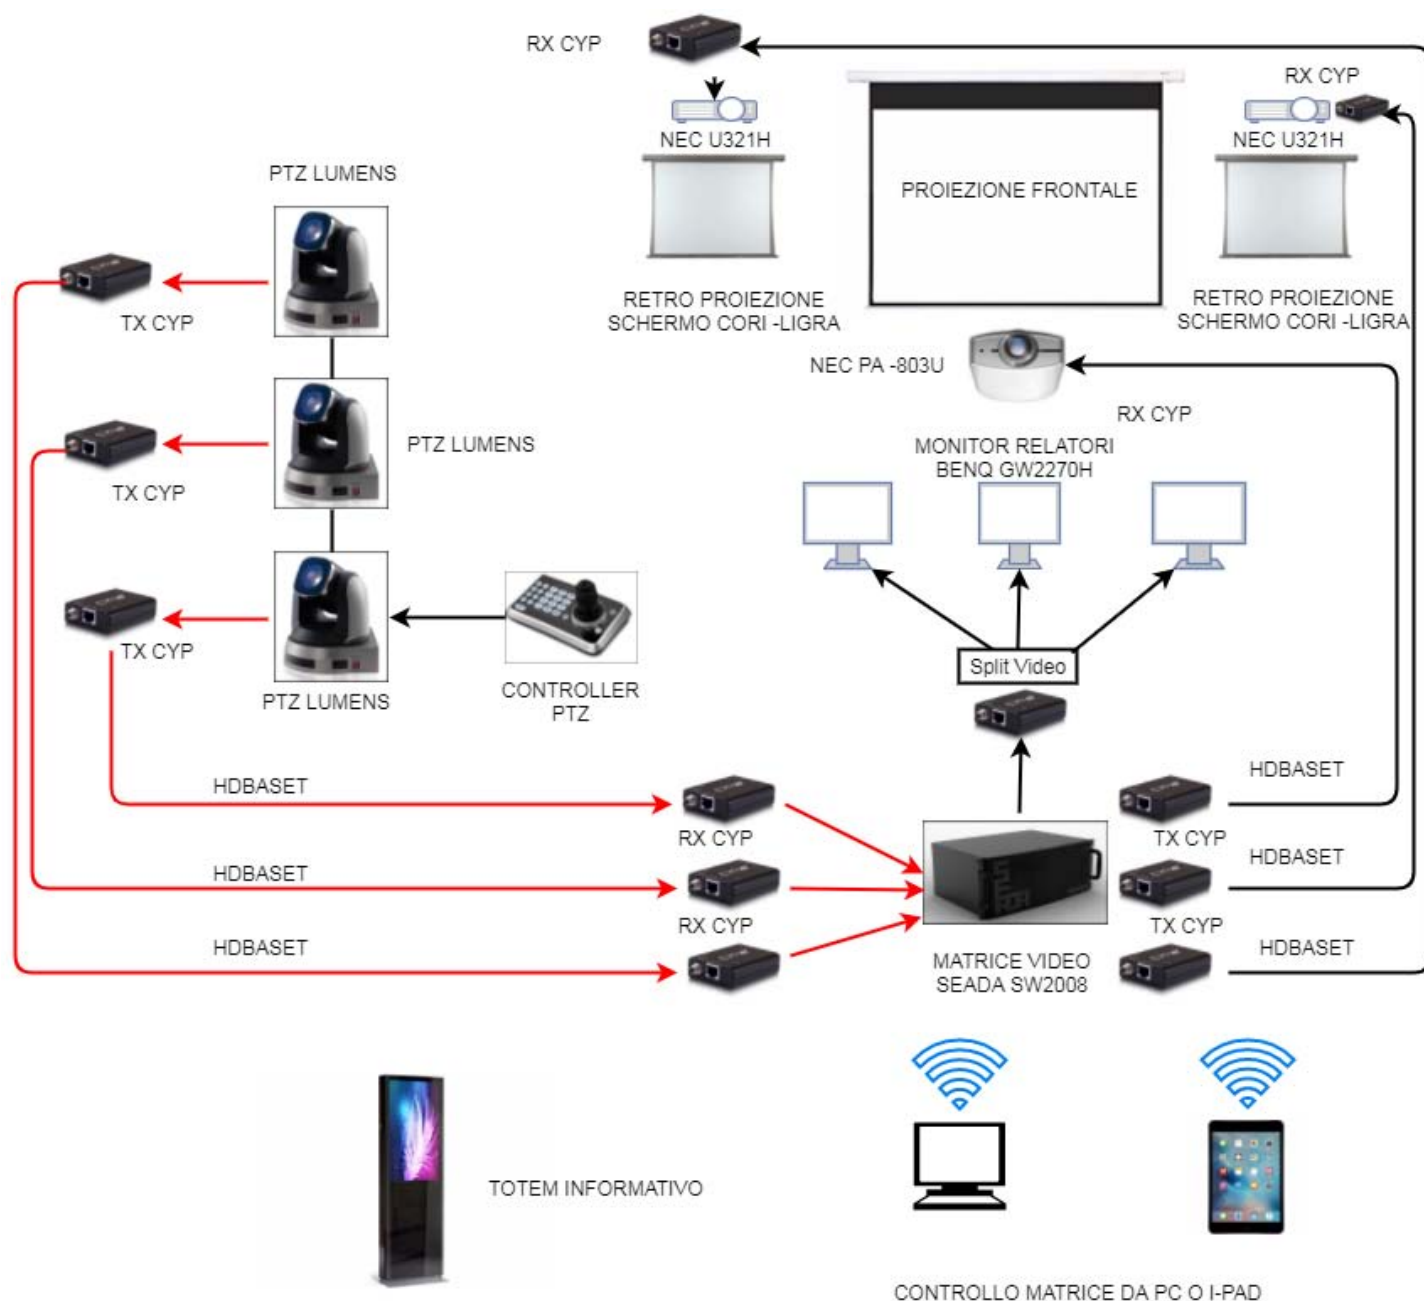 RX CYP
RX CYP
NEC U321H
NEC U321H
PTZ LUMENS
PROIEZIONE FRONTALE
RETRO PROIEZIONE
SCHERMO CORI -LIGRA
RETRO PROIEZIONE
SCHERMO CORI -LIGRA
TX CYP
NEC PA -803U
RX CYP
PTZ LUMENS
MONITOR RELATORI
BENQ GW2270H
TX CYP
TX CYP
Split Video
PTZ LUMENS
CONTROLLER
PTZ
HDBASET
HDBASET
RX CYP
TX CYP
HDBASET
HDBASET
RX CYP
TX CYP
HDBASET
HDBASET
MATRICE VIDEO
SEADA SW2008
TOTEM INFORMATIVO
CONTROLLO MATRICE DA PC O I-PAD